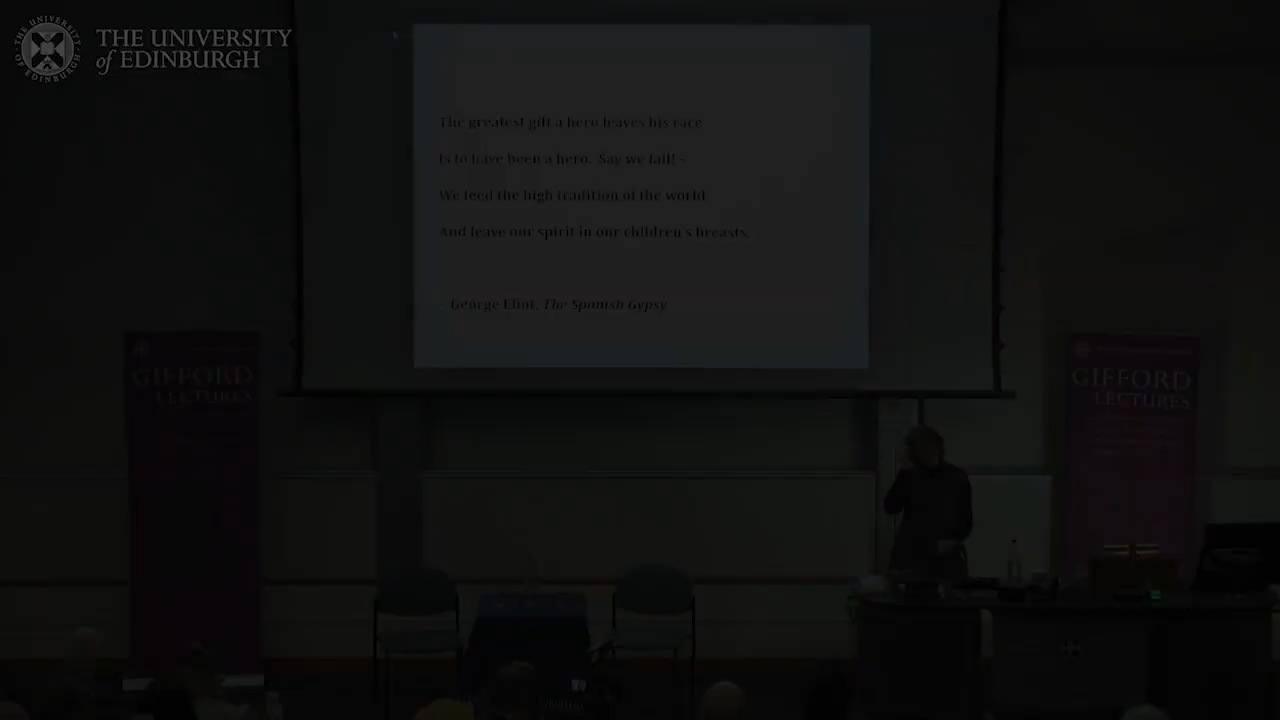 THE UNIVERSITY
of EDINBURGH
The greatest gift a hero leaves his race
Is to have been a hero. Say we fail! -
We feed the high tradition of the world
And leave our spirit in our children's breasts.
George Eliot, The Spanish Gypsy
GIFFORD
LECTURES
GIFFORD
LECTURES